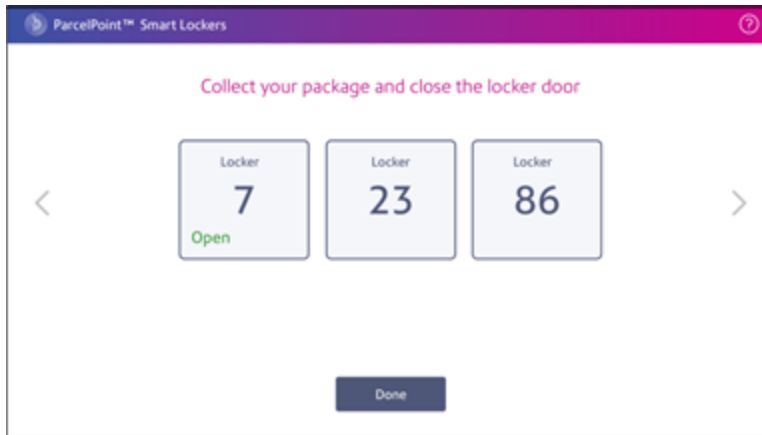 ParcelPoint™ Smart Lockers
?
Collect your package and close the locker door
Locker
7
Open
Locker
23
Locker
86
Done